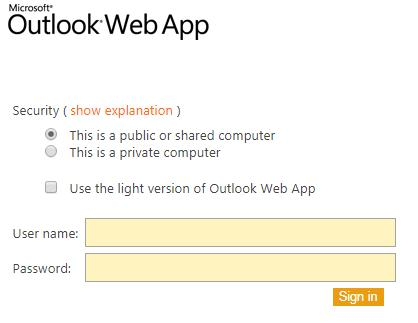 Microsoft®
Outlook® Web App
Security ( show explanation )
This is a public or shared computer
This is a private computer
Use the light version of Outlook Web App
User name:
Password:
Sign in